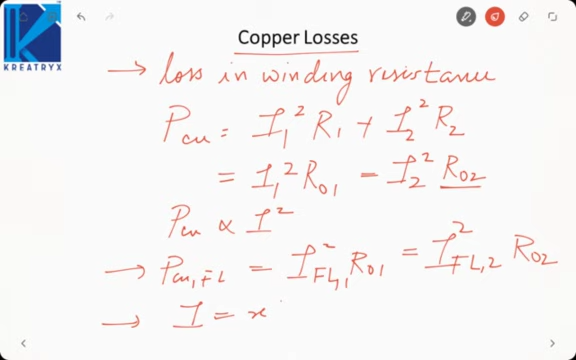 KREATRYX
Copper Losses
→ loss in winding resistance
Pcu = I₁² R₁ + I₂² R₂
= I₁² R₀₁ = I₂² R₀₂
Pcu ∝ I²
→ Pcu,FL = I²FL,1 R₀₁ = I²FL,2 R₀₂
→ I = x